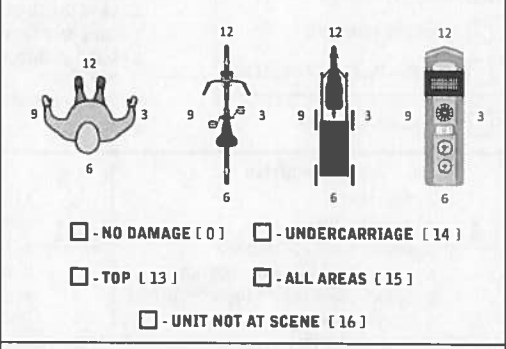 12 12 12
12
9 3 9 3 9 3 9 3
6 6 6 6
- NO DAMAGE [ 0 ] - UNDERCARRIAGE [ 14 ]
- TOP [ 13 ] - ALL AREAS [ 15 ]
- UNIT NOT AT SCENE [ 16 ]